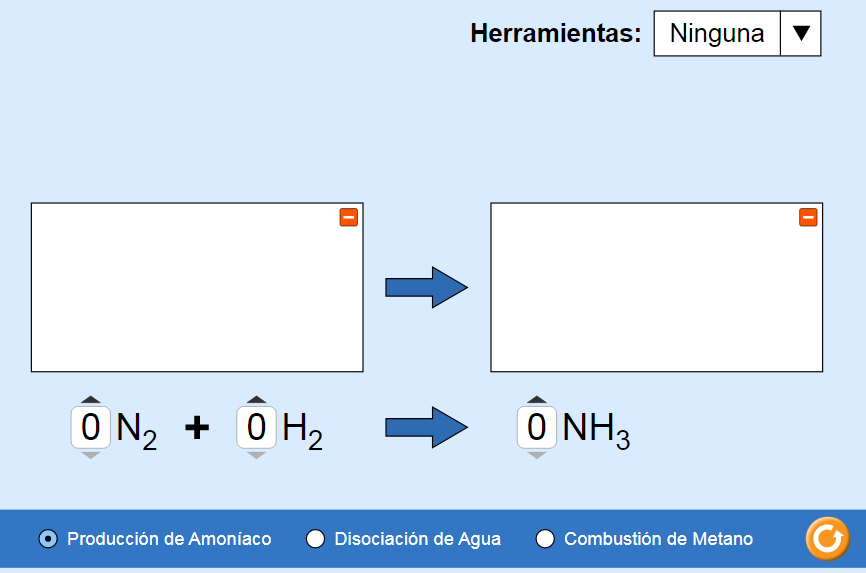 Herramientas: Ninguna
0 N₂ + 0 H₂ → 0 NH₃
Producción de Amoníaco Disociación de Agua Combustión de Metano